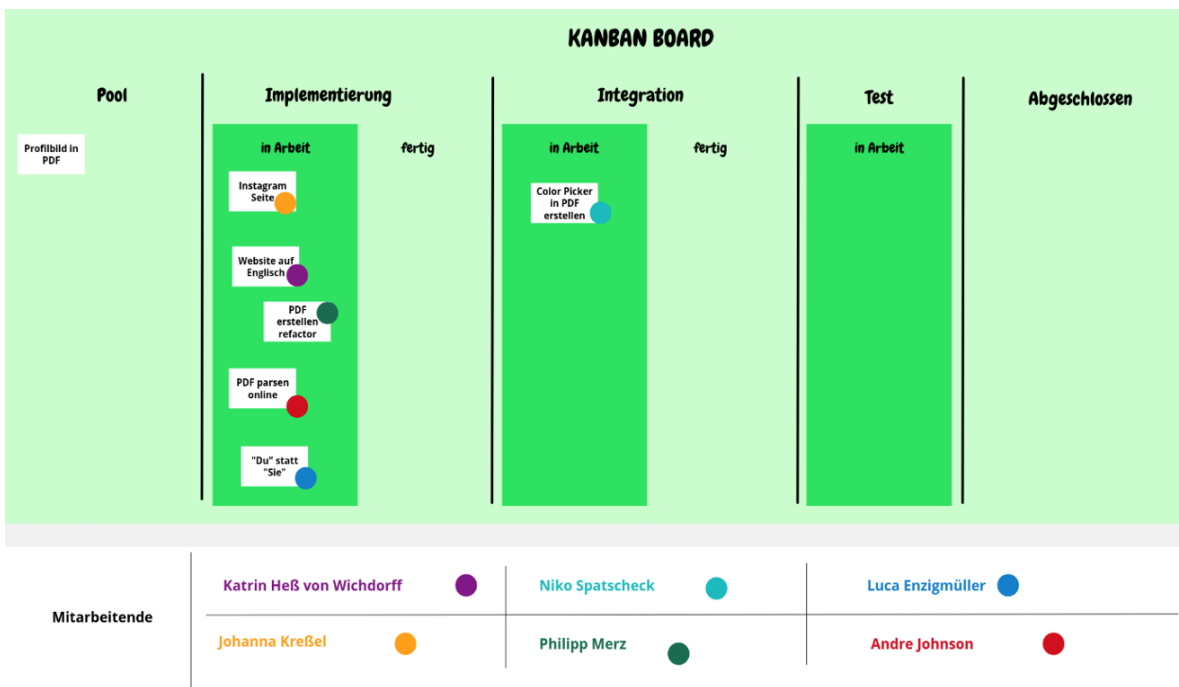 KANBAN BOARD
Pool
Implementierung
Integration
Test
Abgeschlossen
in Arbeit
fertig
in Arbeit
fertig
in Arbeit
Profilbild in
PDF
Instagram
Seite
Website auf
Englisch
PDF
erstellen
refactor
PDF parsen
online
"Du" statt
"Sie"
Color Picker
in PDF
erstellen
Mitarbeitende
Katrin Heß von Wichdorff
Niko Spatscheck
Luca Enzigmüller
Johanna Kreßel
Philipp Merz
Andre Johnson